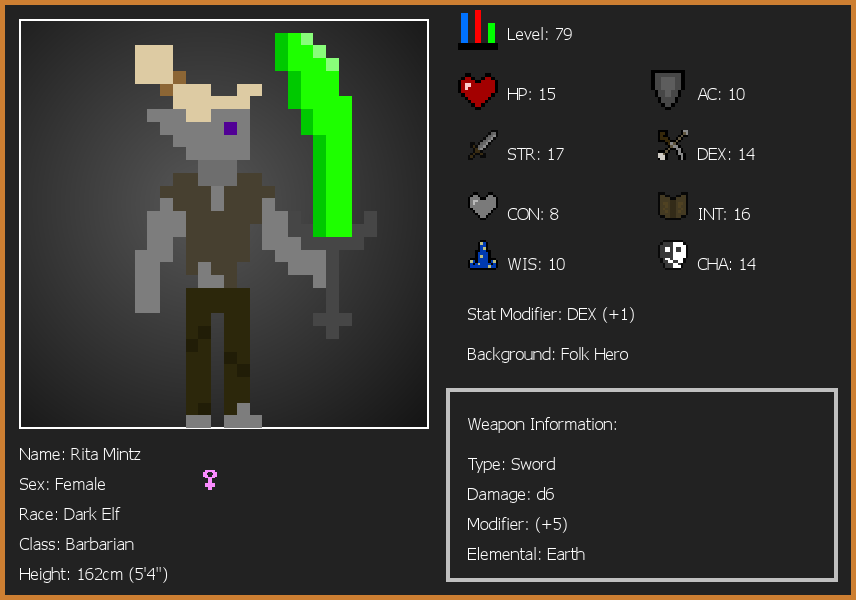 Level: 79
HP: 15
AC: 10
STR: 17
DEX: 14
CON: 8
INT: 16
WIS: 10
CHA: 14
Stat Modifier: DEX (+1)
Background: Folk Hero
Weapon Information:
Type: Sword
Damage: d6
Modifier: (+5)
Elemental: Earth
Name: Rita Mintz
Sex: Female
Race: Dark Elf
Class: Barbarian
Height: 162cm (5'4")